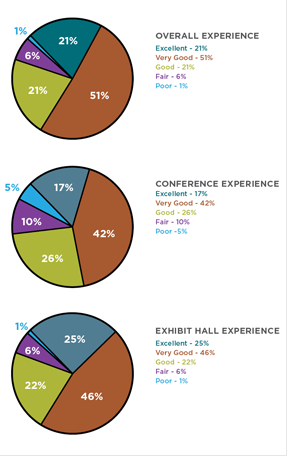 1%
21%
6%
21%
51%
OVERALL EXPERIENCE
Excellent - 21%
Very Good - 51%
Good - 21%
Fair - 6%
Poor - 1%
5%
17%
10%
42%
26%
CONFERENCE EXPERIENCE
Excellent - 17%
Very Good - 42%
Good - 26%
Fair - 10%
Poor -5%
1%
25%
6%
22%
46%
EXHIBIT HALL EXPERIENCE
Excellent - 25%
Very Good - 46%
Good - 22%
Fair - 6%
Poor - 1%